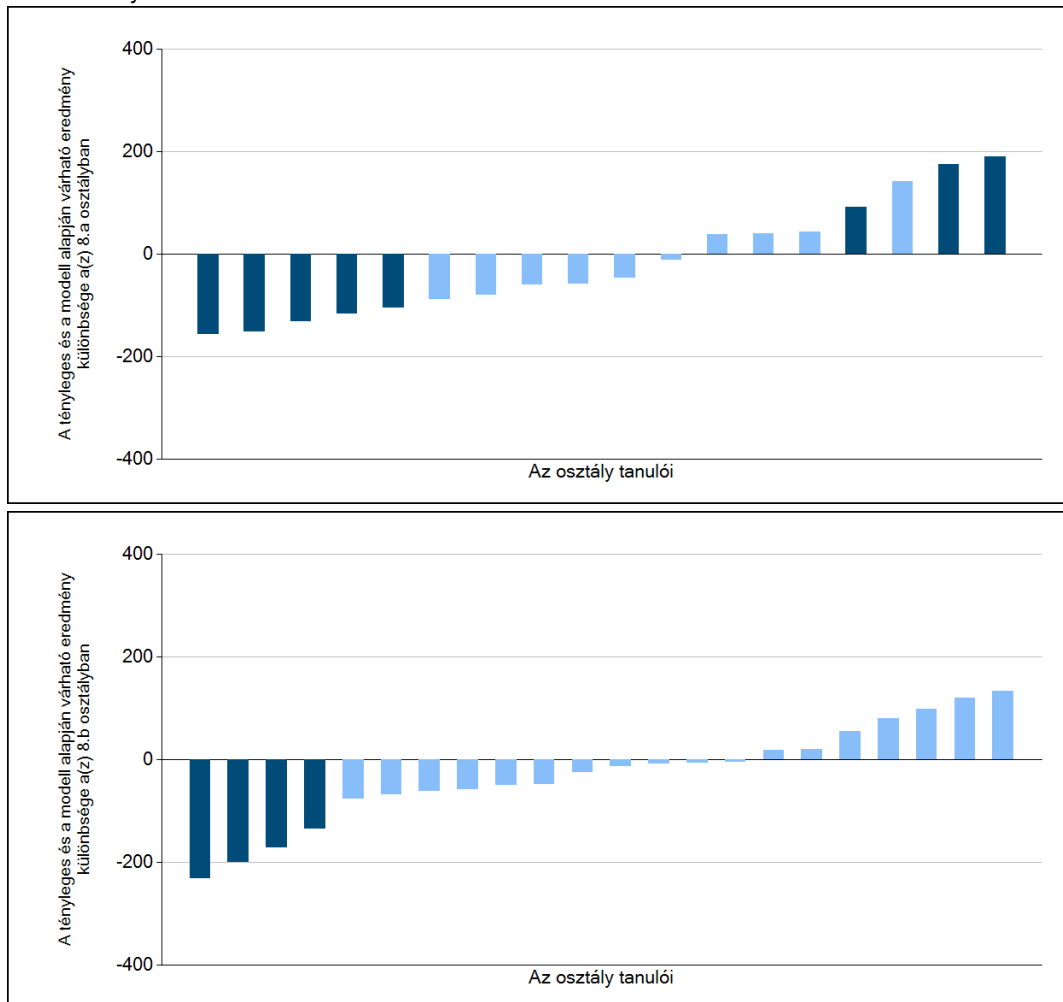 400
200
0
-200
-400
A tényleges és a modell alapján várható eredmény
különbsége a(z) 8.a osztályban
Az osztály tanulói
400
200
0
-200
-400
A tényleges és a modell alapján várható eredmény
különbsége a(z) 8.b osztályban
Az osztály tanulói